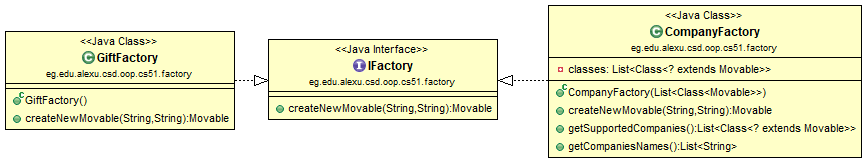 <<Java Class>>
GiftFactory
eg.edu.alexu.csd.oop.cs51.factory
GiftFactory()
createNewMovable(String,String):Movable
<<Java Interface>>
IFactory
eg.edu.alexu.csd.oop.cs51.factory
createNewMovable(String,String):Movable
<<Java Class>>
CompanyFactory
eg.edu.alexu.csd.oop.cs51.factory
classes: List<Class<? extends Movable>>
CompanyFactory(List<Class<Movable>>)
createNewMovable(String,String):Movable
getSupportedCompanies():List<Class<? extends Movable>>
getCompaniesNames():List<String>